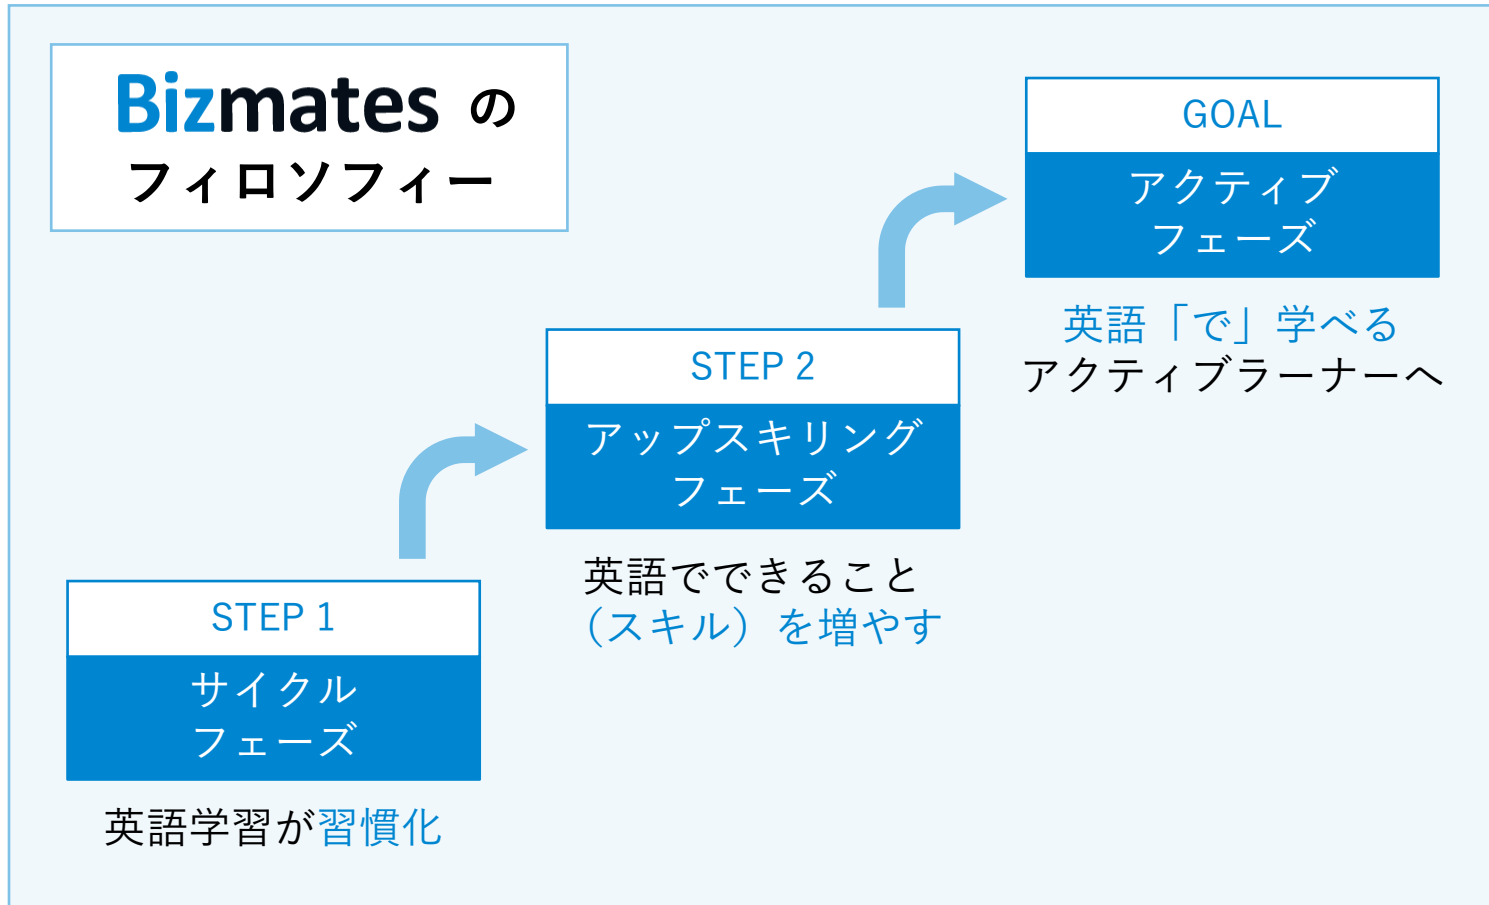 Bizmates の
フィロソフィー
GOAL
アクティブ
フェーズ
英語「で」学べる
アクティブラーナーへ
STEP 2
アップスキリング
フェーズ
英語でできること
（スキル）を増やす
STEP 1
サイクル
フェーズ
英語学習が習慣化